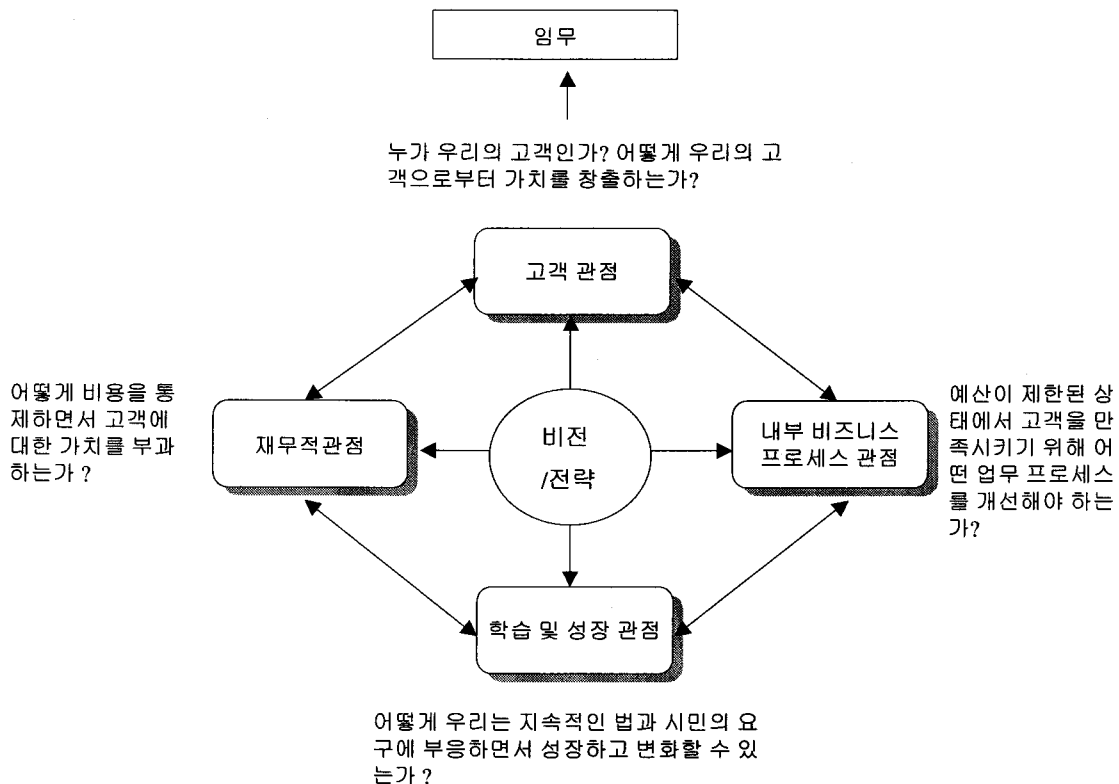 임무
누가 우리의 고객인가? 어떻게 우리의 고
객으로부터 가치를 창출하는가?
고객 관점
어떻게 비용을 통
제하면서 고객에
대한 가치를 부과
하는가 ?
재무적관점
비전
/전략
내부 비즈니스
프로세스 관점
예산이 제한된 상
태에서 고객을 만
족시키기 위해 어
떤 업무 프로세스
를 개선해야 하는
가?
학습 및 성장 관점
어떻게 우리는 지속적인 법과 시민의 요
구에 부응하면서 성장하고 변화할 수 있
는가 ?